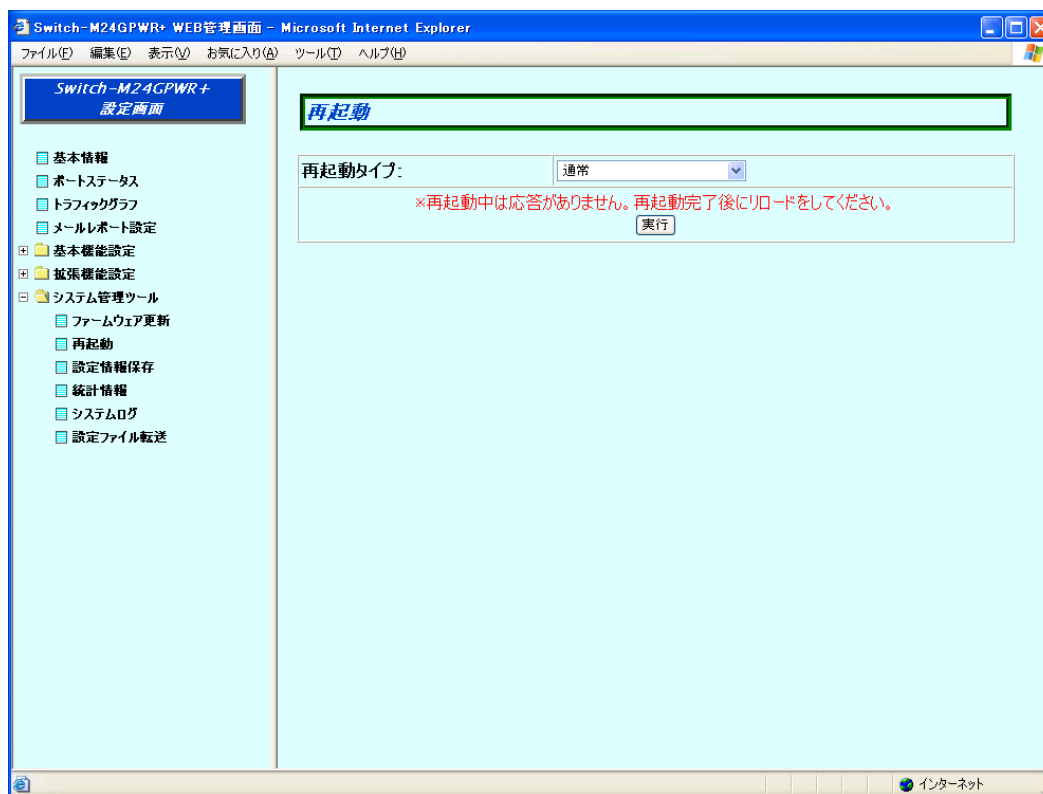 Switch-M24GPWR+ WEB管理画面 - Microsoft Internet Explorer
ファイル(F) 編集(E) 表示(V) お気に入り(A) ツール(T) ヘルプ(H)
Switch-M24GPWR+
設定画面
基本情報
ポートステータス
トラフィックグラフ
メールレポート設定
基本機能設定
拡張機能設定
システム管理ツール
ファームウェア更新
再起動
設定情報保存
統計情報
システムログ
設定ファイル転送
再起動
再起動タイプ: 通常
※再起動中は応答がありません。再起動完了後にリロードをしてください。
実行
インターネット